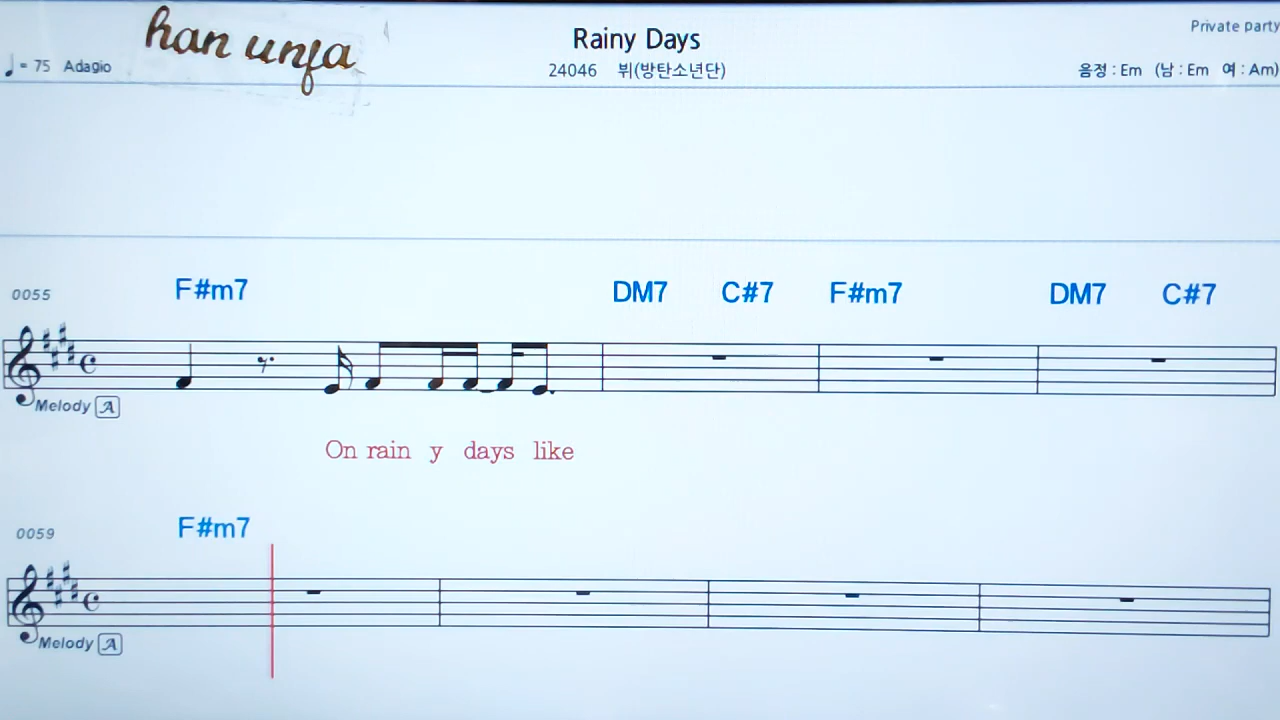 han unfa
Rainy Days
Private party
♩= 75 Adagio
24046 뷔(방탄소년단)
음정 : Em (남 : Em 여 : Am)
0055 F#m7 DM7 C#7 F#m7 DM7 C#7
Melody A
On rain y days like
0059 F#m7
Melody A